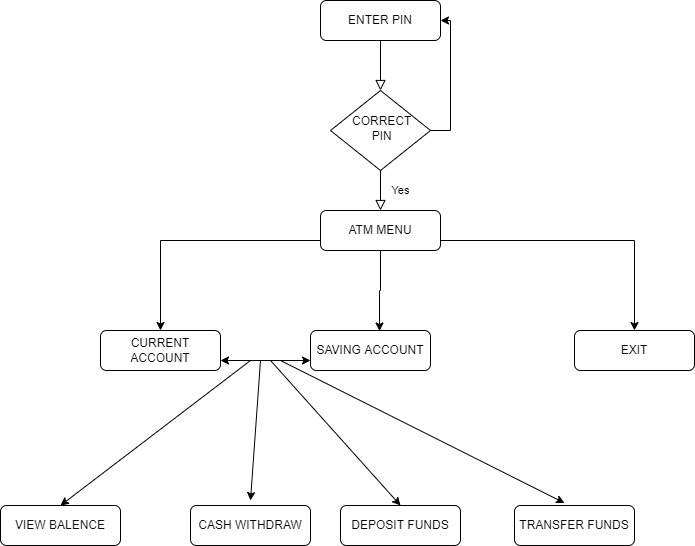 ENTER PIN
CORRECT
PIN
Yes
ATM MENU
CURRENT
ACCOUNT
SAVING ACCOUNT
EXIT
VIEW BALENCE
CASH WITHDRAW
DEPOSIT FUNDS
TRANSFER FUNDS